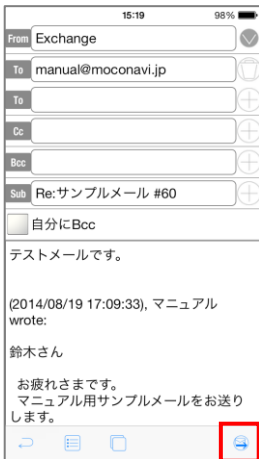 15:19 98%
From Exchange
To manual@moconavi.jp
To
Cc
Bcc
Sub Re:サンプルメール #60
自分にBcc
テストメールです。
(2014/08/19 17:09:33), マニュアル
wrote:
鈴木さん
お疲れさまです。
マニュアル用サンプルメールをお送り
します。